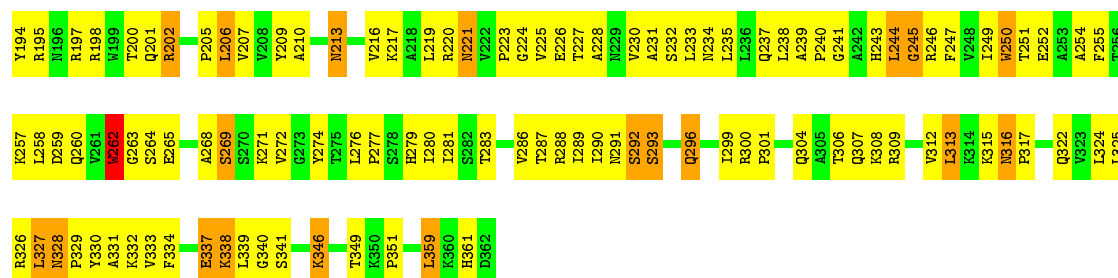 Y194 R195 N196 R197 R198 W199 T200 Q201 R202 P205 L206 V207 V208 Y209 A210 N213 V216 K217 A218 L219 R220 N221 V222 P223 G224 V225 E226 T227 A228 N229 V230 A231 S232 L233 N234 L235 L236 Q237 L238 A239 P240 G241 A242 H243 L244 G245 R246 F247 V248 I249 W250 T251 E252 A253 A254 F255 T256
K257 L258 D259 Q260 V261 W262 G263 S264 E265 A268 S269 S270 K271 V272 G273 Y274 T275 L276 P277 S278 H279 I280 I281 S282 T283 V286 T287 R288 I289 I290 N291 S292 S293 Q296 I299 R300 P301 Q304 A305 T306 Q307 K308 R309 V312 L313 K314 K315 N316 P317 Q322 V323 L324 L325
R326 L327 N328 P329 Y330 A331 K332 V333 F334 E337 K338 L339 G340 S341 K346 T349 K350 P351 L359 K360 H361 D362